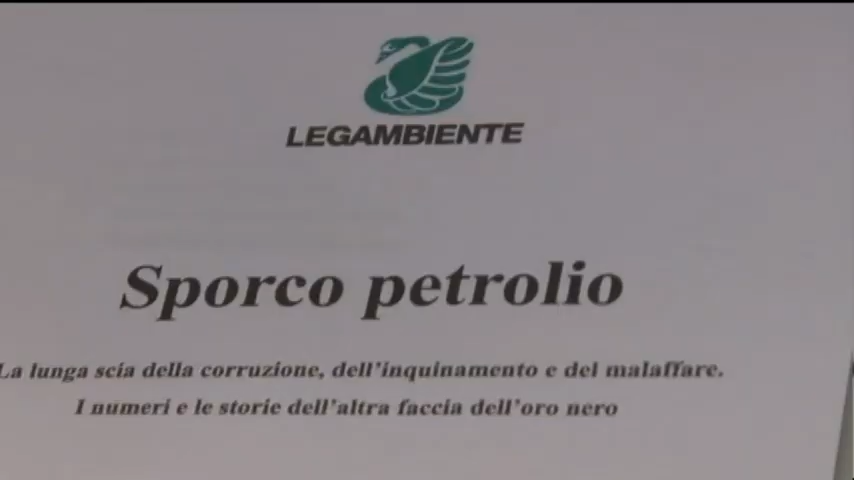 LEGAMBIENTE
Sporco petrolio
La lunga scia della corruzione, dell'inquinamento e del malaffare.
I numeri e le storie dell'altra faccia dell'oro nero